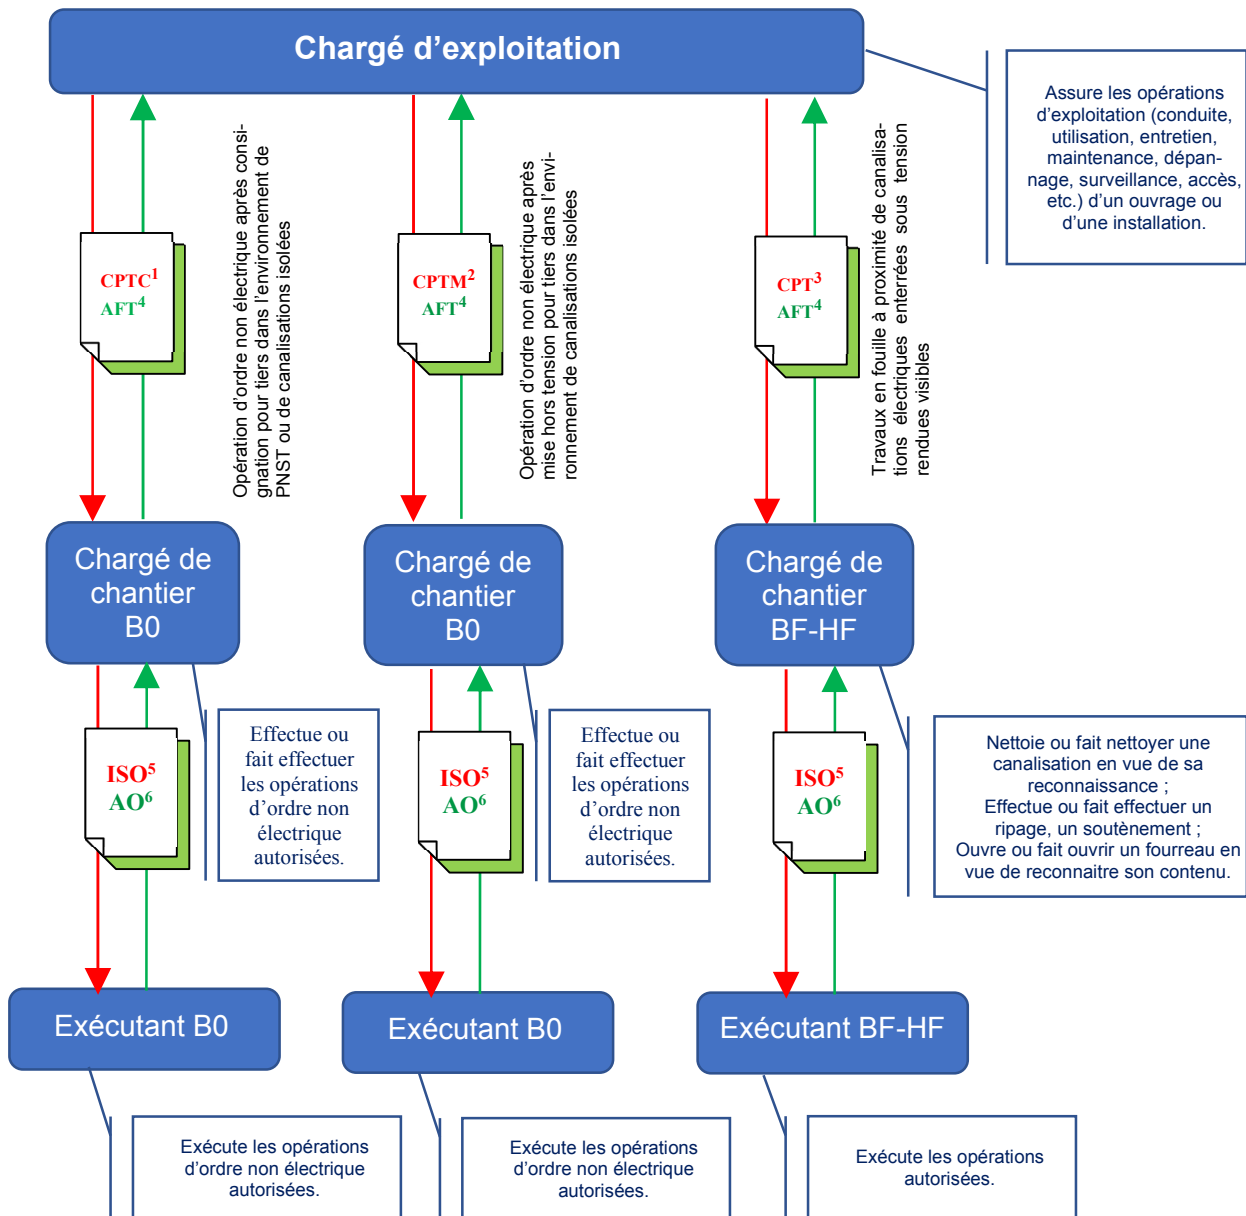 Chargé d’exploitation
Assure les opérations
d’exploitation (conduite,
utilisation, entretien,
maintenance, dépan-
nage, surveillance, accès,
etc.) d’un ouvrage ou
d’une installation.
CPTC1
AFT4
Opération d’ordre non électrique après consi-
gnation pour tiers dans l’environnement de
PNST ou de canalisations isolées
CPTM2
AFT4
Opération d’ordre non électrique après
mise hors tension pour tiers dans l’envi-
ronnement de canalisations isolées
CPT3
AFT4
Travaux en fouille à proximité de canalisa-
tions électriques enterrées sous tension
rendues visibles
Chargé de
chantier
B0
Chargé de
chantier
B0
Chargé de
chantier
BF-HF
ISO5
AO6
Effectue ou
fait effectuer
les opérations
d’ordre non
électrique
autorisées.
ISO5
AO6
Effectue ou
fait effectuer
les opérations
d’ordre non
électrique
autorisées.
ISO5
AO6
Nettoie ou fait nettoyer une
canalisation en vue de sa
reconnaissance ;
Effectue ou fait effectuer un
ripage, un soutènement ;
Ouvre ou fait ouvrir un fourreau en
vue de reconnaitre son contenu.
Exécutant B0
Exécutant B0
Exécutant BF-HF
Exécute les opérations
d’ordre non électrique
autorisées.
Exécute les opérations
d’ordre non électrique
autorisées.
Exécute les opérations
autorisées.